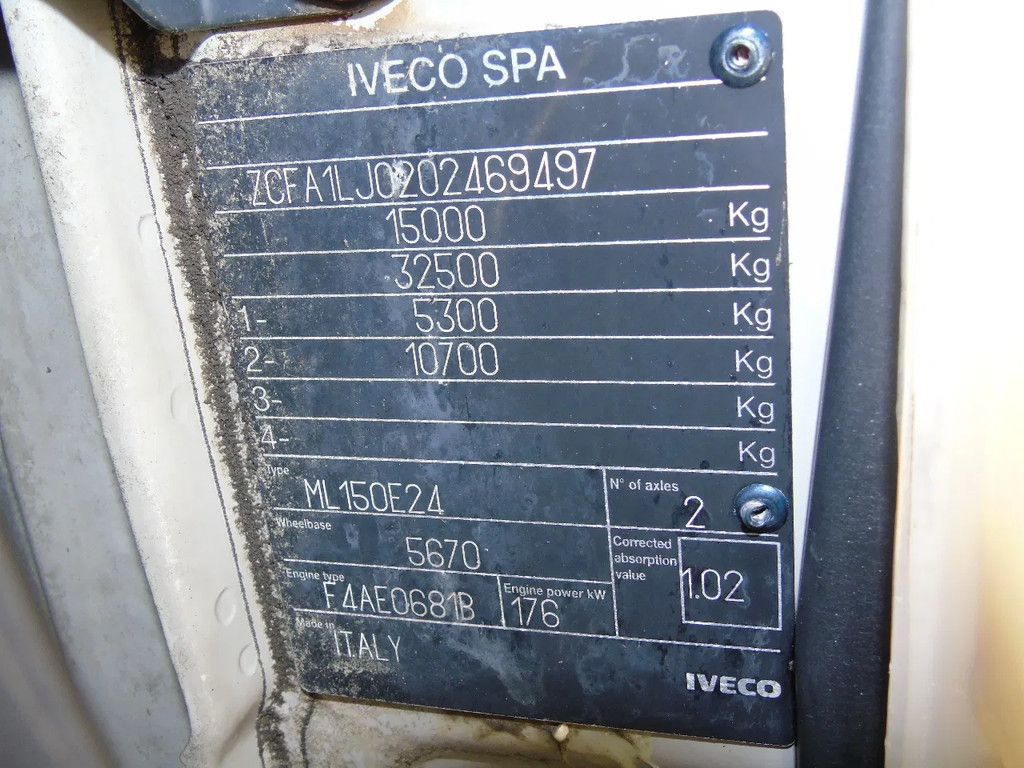 IVECO SPA
ZCFA1LJ0202469497
15000 Kg
32500 Kg
1- 5300 Kg
2- 10700 Kg
3- Kg
4- Kg
Type ML150E24
N° of axles 2
Wheelbase 5670
Corrected absorption value 1.02
Engine type F4AE0681B
Engine power kW 176
Made in ITALY
IVECO